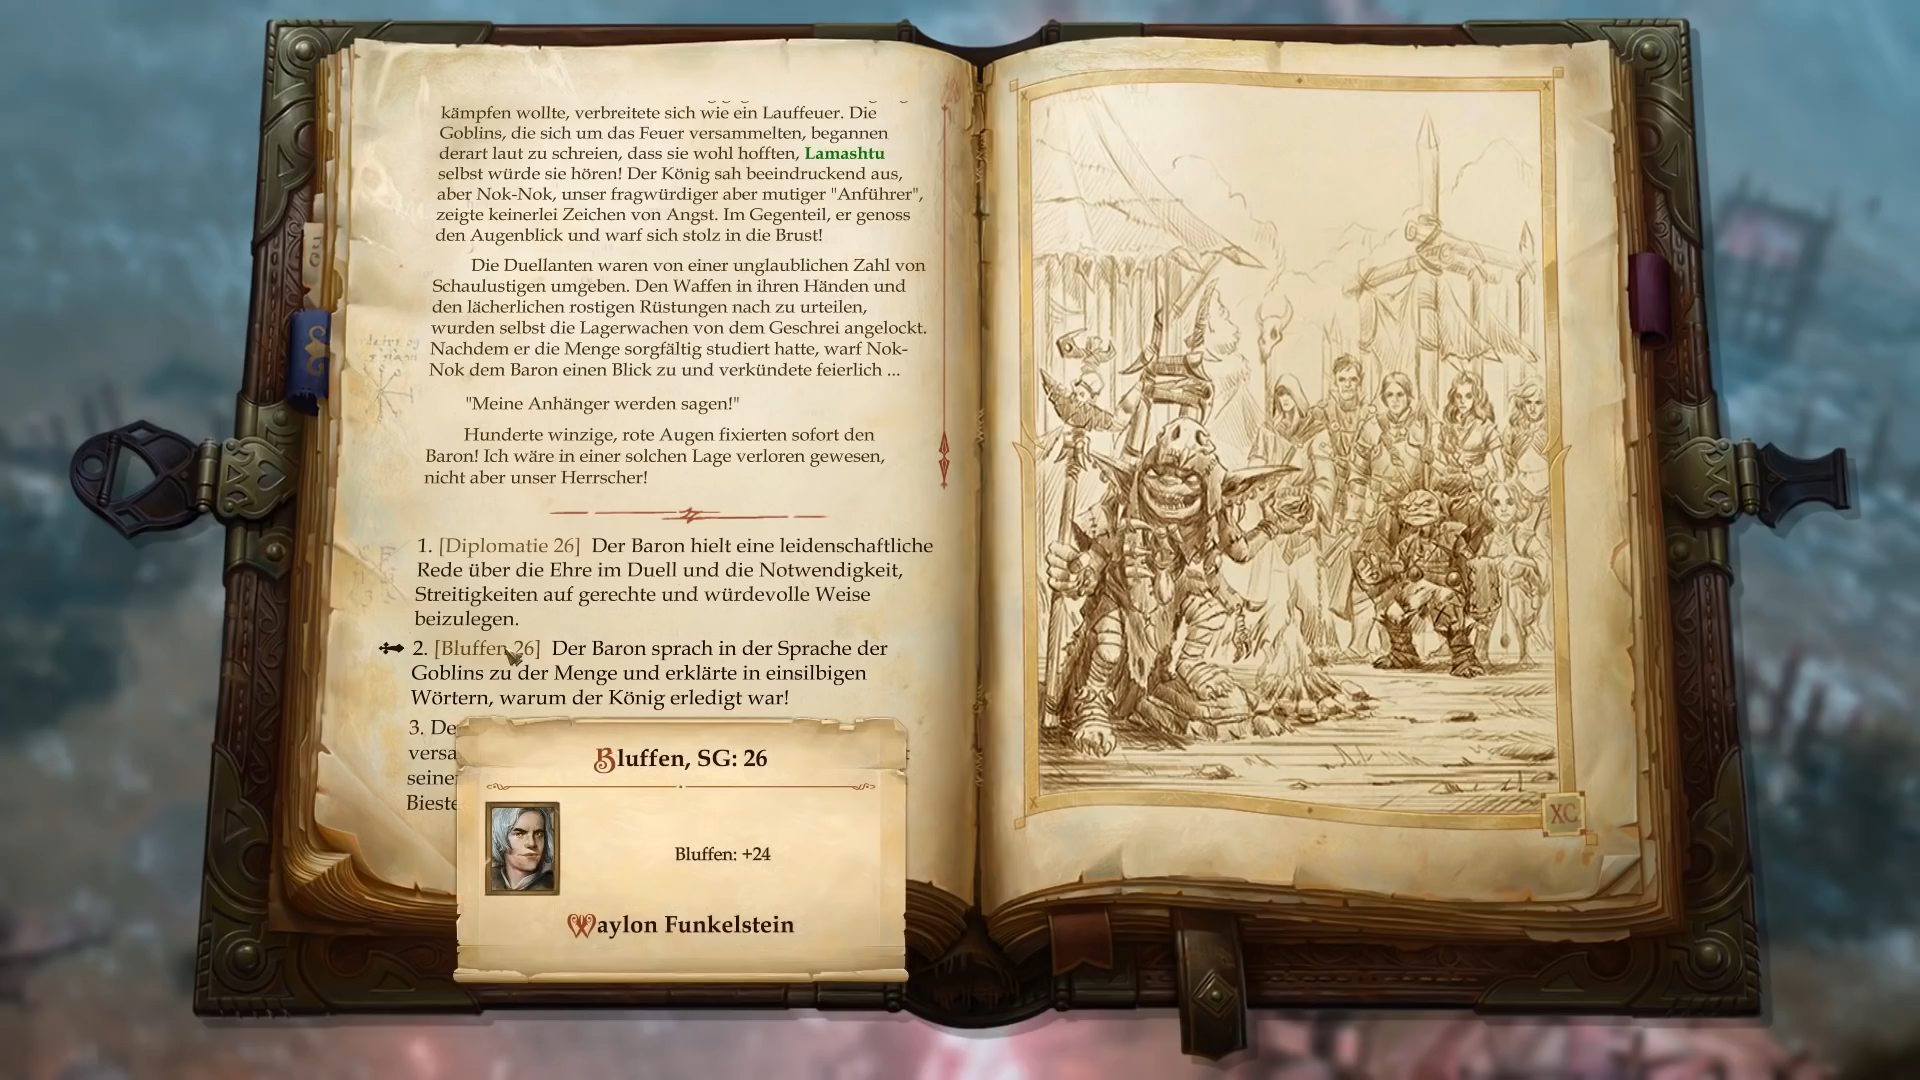 kämpfen wollte, verbreitete sich wie ein Lauffeuer. Die
Goblins, die sich um das Feuer versammelten, begannen
derart laut zu schreien, dass sie wohl hofften, Lamashtu
selbst würde sie hören! Der König sah beeindruckend aus,
aber Nok-Nok, unser fragwürdiger aber mutiger "Anführer",
zeigte keinerlei Zeichen von Angst. Im Gegenteil, er genoss
den Augenblick und warf sich stolz in die Brust!
Die Duellanten waren von einer unglaublichen Zahl von
Schaulustigen umgeben. Den Waffen in ihren Händen und
den lächerlichen rostigen Rüstungen nach zu urteilen,
wurden selbst die Lagerwachen von dem Geschrei angelockt.
Nachdem er die Menge sorgfältig studiert hatte, warf Nok-
Nok dem Baron einen Blick zu und verkündete feierlich ...
"Meine Anhänger werden sagen!"
Hunderte winzige, rote Augen fixierten sofort den
Baron! Ich wäre in einer solchen Lage verloren gewesen,
nicht aber unser Herrscher!
1. [Diplomatie 26] Der Baron hielt eine leidenschaftliche
Rede über die Ehre im Duell und die Notwendigkeit,
Streitigkeiten auf gerechte und würdevolle Weise
beizulegen.
2. [Bluffen 26] Der Baron sprach in der Sprache der
Goblins zu der Menge und erklärte in einsilbigen
Wörtern, warum der König erledigt war!
3. De
versa
seine
Bieste
Bluffen, SG: 26
Bluffen: +24
Waylon Funkelstein
XC